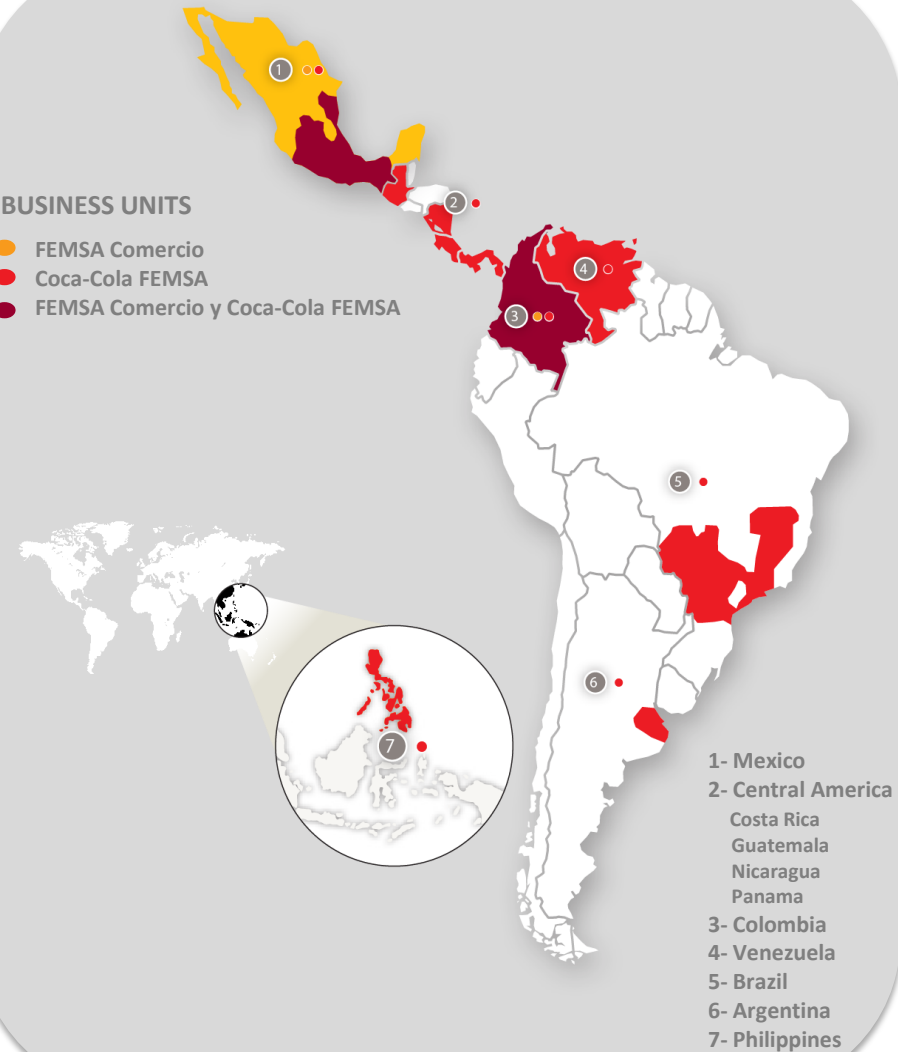 1
2
BUSINESS UNITS
FEMSA Comercio
Coca-Cola FEMSA
FEMSA Comercio y Coca-Cola FEMSA
4
3
5
6
7
1- Mexico
2- Central America
Costa Rica
Guatemala
Nicaragua
Panama
3- Colombia
4- Venezuela
5- Brazil
6- Argentina
7- Philippines